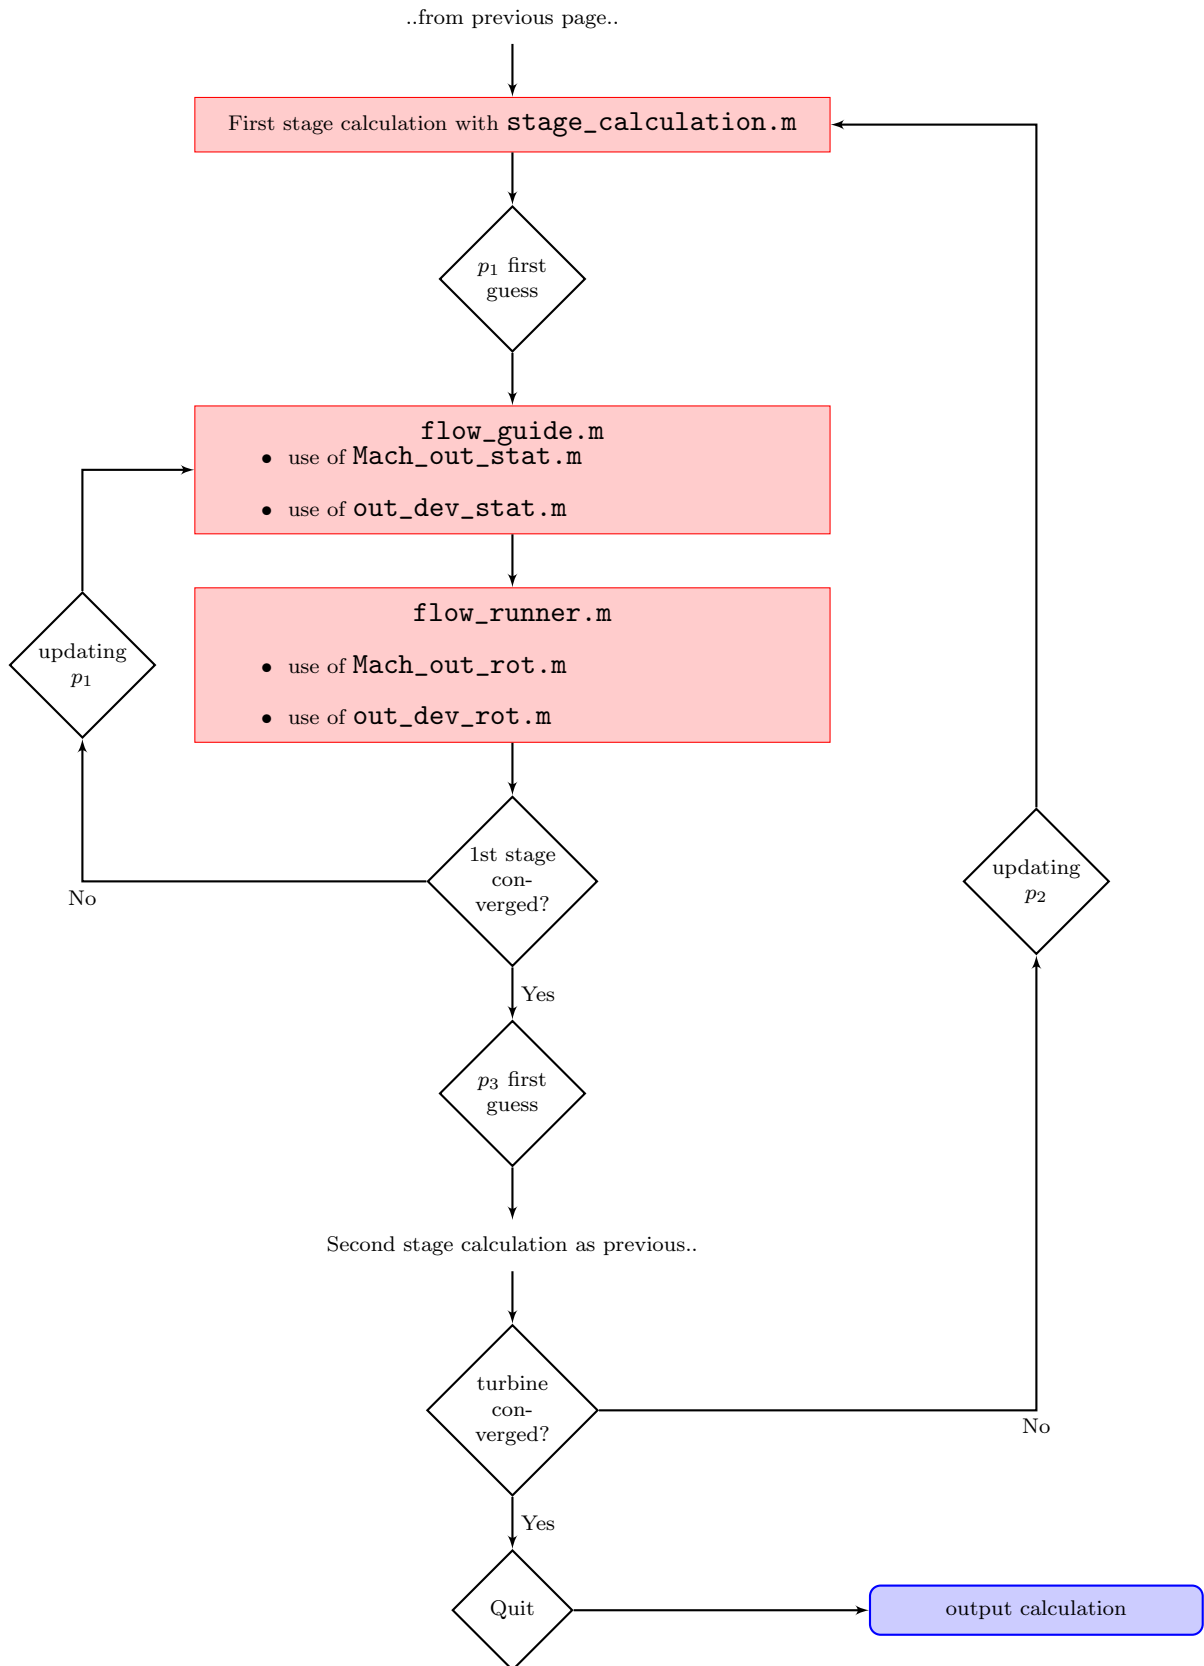 ..from previous page..
First stage calculation with stage_calculation.m
p₁ first
guess
flow_guide.m
• use of Mach_out_stat.m
• use of out_dev_stat.m
flow_runner.m
updating
p₁
• use of Mach_out_rot.m
• use of out_dev_rot.m
1st stage
con-
verged?
No
updating
p₂
Yes
p₃ first
guess
Second stage calculation as previous..
turbine
con-
verged?
No
Yes
Quit
output calculation